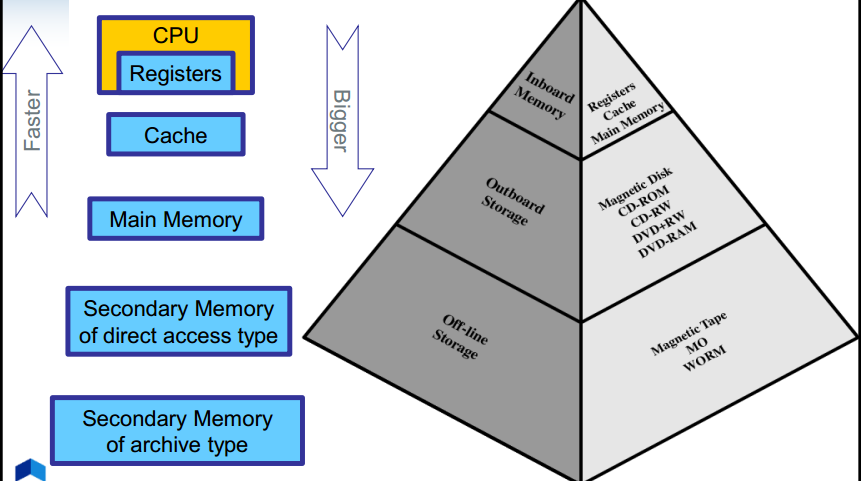 Faster
CPU
Registers
Cache
Main Memory
Secondary Memory
of direct access type
Secondary Memory
of archive type
Bigger
Inboard
Memory
Registers
Cache
Main Memory
Outboard
Storage
Magnetic Disk
CD-ROM
CD-RW
DVD+RW
DVD-RAM
Off-line
Storage
Magnetic Tape
MO
WORM